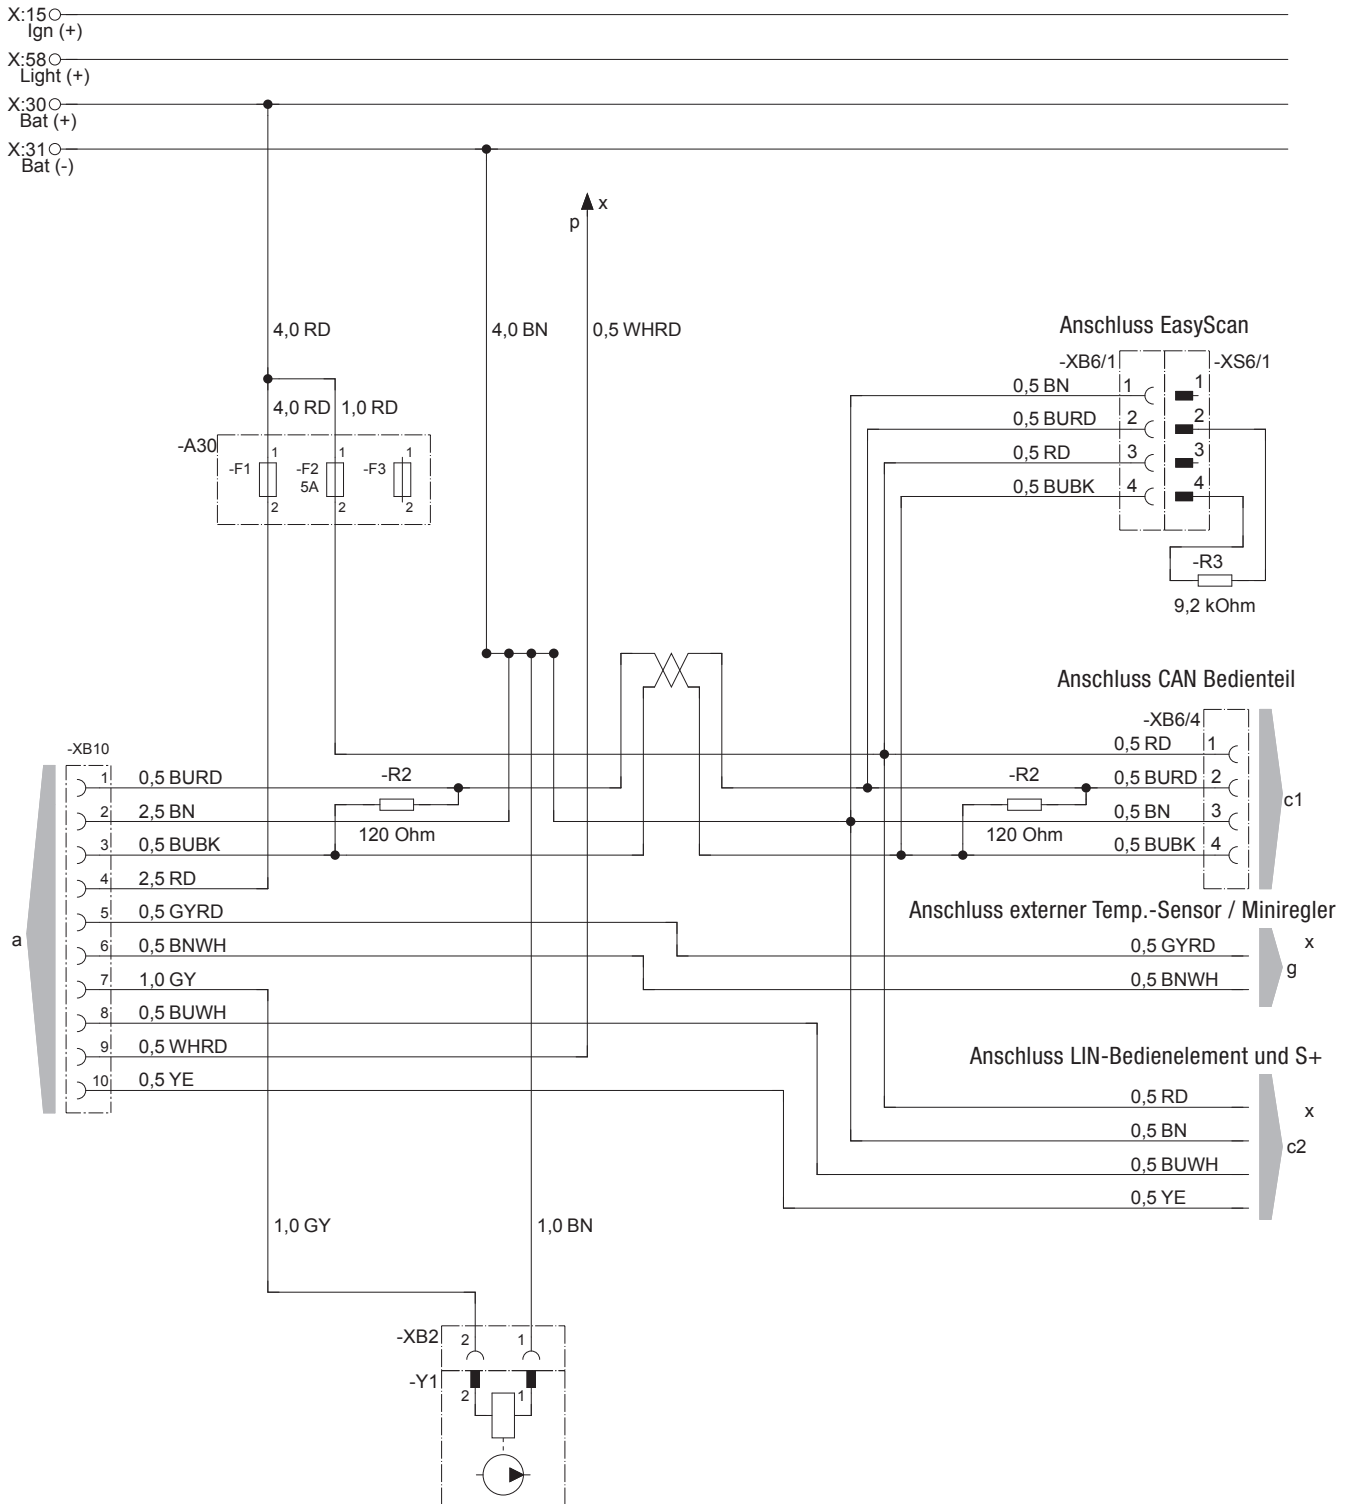 X:15
Ign (+)
X:58
Light (+)
X:30
Bat (+)
X:31
Bat (-)
x
p
4,0 RD
4,0 BN
0,5 WHRD
4,0 RD
1,0 RD
-A30
-F1
1
2
-F2
5A
1
2
-F3
1
2
Anschluss EasyScan
-XB6/1
-XS6/1
0,5 BN
1
1
0,5 BURD
2
2
0,5 RD
3
3
0,5 BUBK
4
4
-R3
9,2 kOhm
Anschluss CAN Bedienteil
-XB6/4
0,5 RD
1
0,5 BURD
2
0,5 BN
3
0,5 BUBK
4
c1
-R2
120 Ohm
-R2
120 Ohm
-XB10
a
1
0,5 BURD
2
2,5 BN
3
0,5 BUBK
4
2,5 RD
5
0,5 GYRD
6
0,5 BNWH
7
1,0 GY
8
0,5 BUWH
9
0,5 WHRD
10
0,5 YE
Anschluss externer Temp.-Sensor / Miniregler
0,5 GYRD
0,5 BNWH
x
g
Anschluss LIN-Bedienelement und S+
0,5 RD
0,5 BN
0,5 BUWH
0,5 YE
x
c2
1,0 GY
1,0 BN
-XB2
2
1
-Y1
2
1